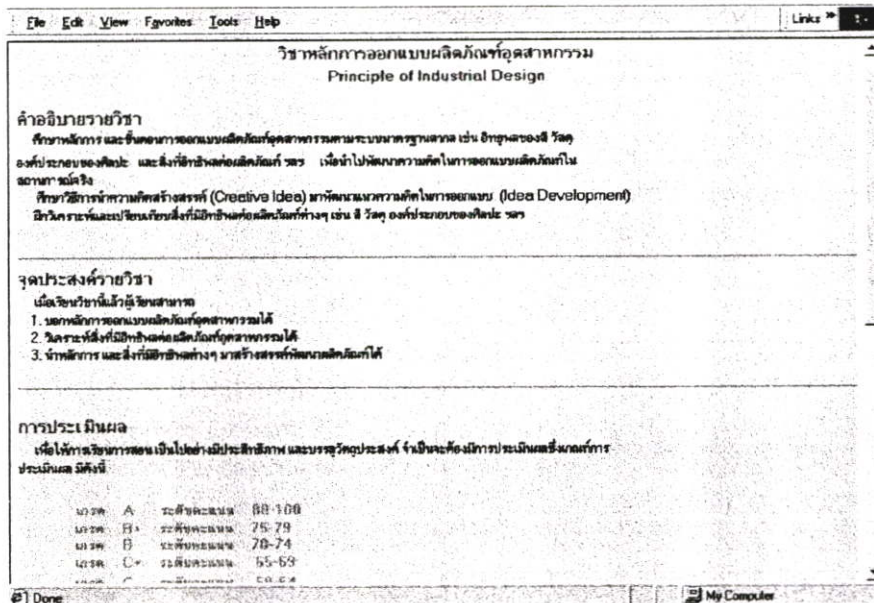 File Edit View Favorites Tools Help Links »
วิชาหลักการออกแบบผลิตภัณฑ์อุตสาหกรรม
Principle of Industrial Design
คำอธิบายรายวิชา
ศึกษาหลักการ และขั้นตอนการออกแบบผลิตภัณฑ์อุตสาหกรรมตามระบบมาตรฐานสากล เช่น อิทธิพลของสี วัสดุ
องค์ประกอบของศิลปะ และสิ่งที่มีอิทธิพลต่อผลิตภัณฑ์ ฯลฯ เพื่อนำไปพัฒนาความคิดในการออกแบบผลิตภัณฑ์ใน
สถานการณ์จริง
ศึกษาวิธีการนำความคิดสร้างสรรค์ (Creative Idea) มาพัฒนาแนวความคิดในการออกแบบ (Idea Development)
ฝึกวิเคราะห์และเปรียบเทียบสิ่งที่มีอิทธิพลต่อผลิตภัณฑ์ต่างๆ เช่น สี วัสดุ องค์ประกอบของศิลปะ ฯลฯ
จุดประสงค์รายวิชา
เมื่อเรียนวิชานี้แล้วผู้เรียนสามารถ
1. บอกหลักการออกแบบผลิตภัณฑ์อุตสาหกรรมได้
2. วิเคราะห์สิ่งที่มีอิทธิพลต่อผลิตภัณฑ์อุตสาหกรรมได้
3. นำหลักการ และสิ่งที่มีอิทธิพลต่างๆ มาสร้างสรรค์พัฒนาผลิตภัณฑ์ได้
การประเมินผล
เพื่อให้การเรียนการสอน เป็นไปอย่างมีประสิทธิภาพ และบรรลุวัตถุประสงค์ จำเป็นจะต้องมีการประเมินผลซึ่งเกณฑ์การ
ประเมินผล มีดังนี้
เกรด A ระดับคะแนน 80-100
เกรด B+ ระดับคะแนน 75-79
เกรด B ระดับคะแนน 70-74
เกรด C+ ระดับคะแนน 65-69
เกรด C ระดับคะแนน
Done My Computer